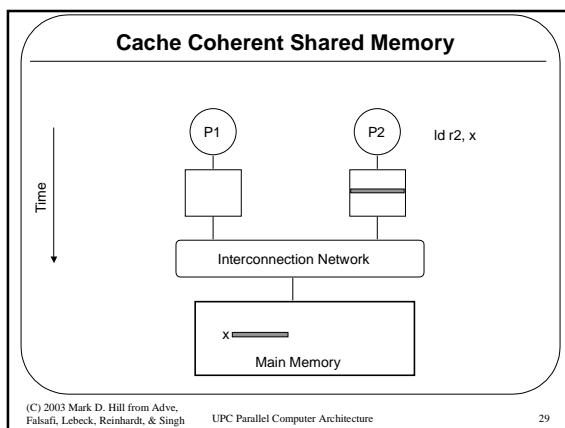 Cache Coherent Shared Memory
P1
P2
ld r2, x
Time
Interconnection Network
x
Main Memory
(C) 2003 Mark D. Hill from Adve,
Falsafi, Lebeck, Reinhardt, & Singh
UPC Parallel Computer Architecture
29